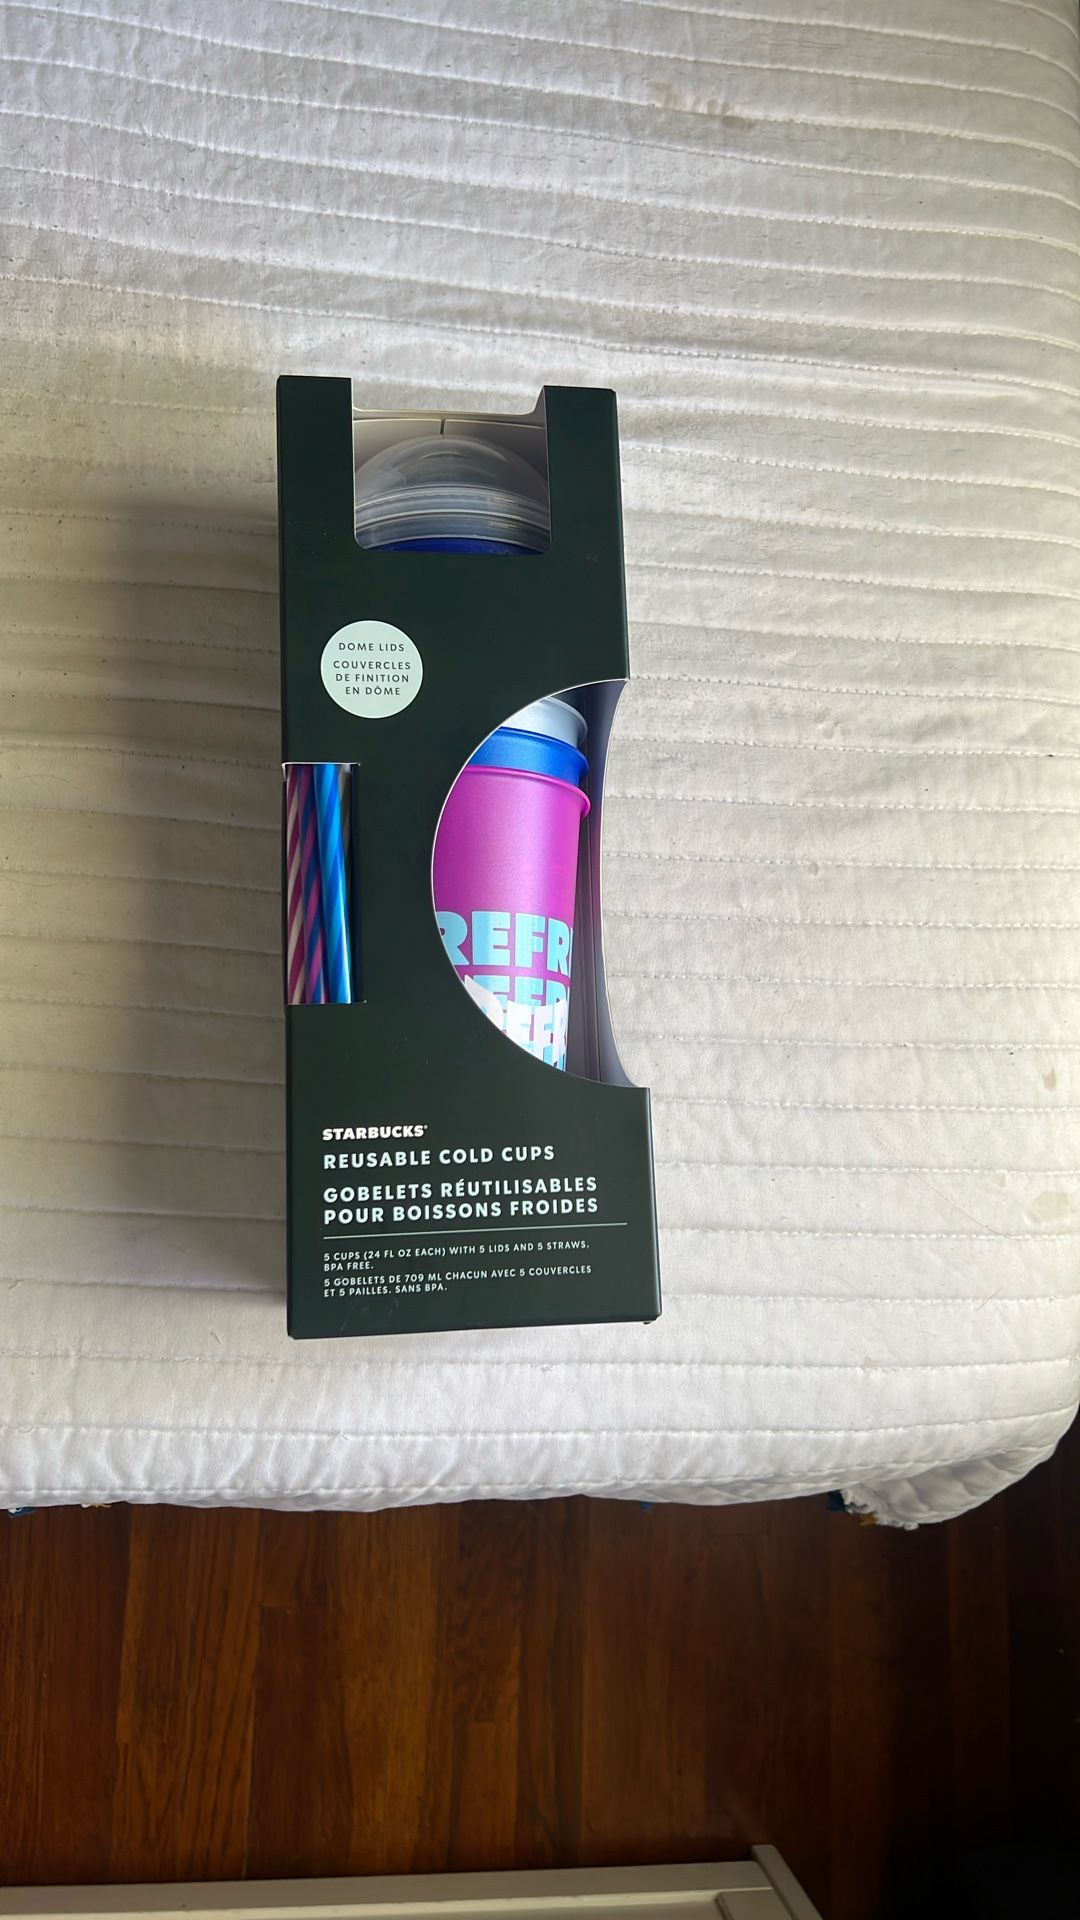 DOME LIDS
COUVERCLES
DE FINITION
EN DÔME
REFR
STARBUCKS®
REUSABLE COLD CUPS
GOBELETS RÉUTILISABLES
POUR BOISSONS FROIDES
5 CUPS (24 FL OZ EACH) WITH 5 LIDS AND 5 STRAWS.
BPA FREE.
5 GOBELETS DE 709 ML CHACUN AVEC 5 COUVERCLES
ET 5 PAILLES. SANS BPA.